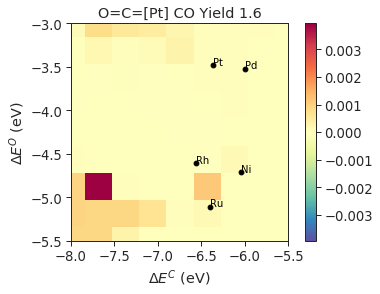 O=C=[Pt] CO Yield 1.6
−3.0
−3.5
−4.0
−4.5
−5.0
−5.5
ΔE^O (eV)
Pt
Pd
Rh
Ni
Ru
−8.0 −7.5 −7.0 −6.5 −6.0 −5.5
ΔE^C (eV)
0.003
0.002
0.001
0.000
−0.001
−0.002
−0.003